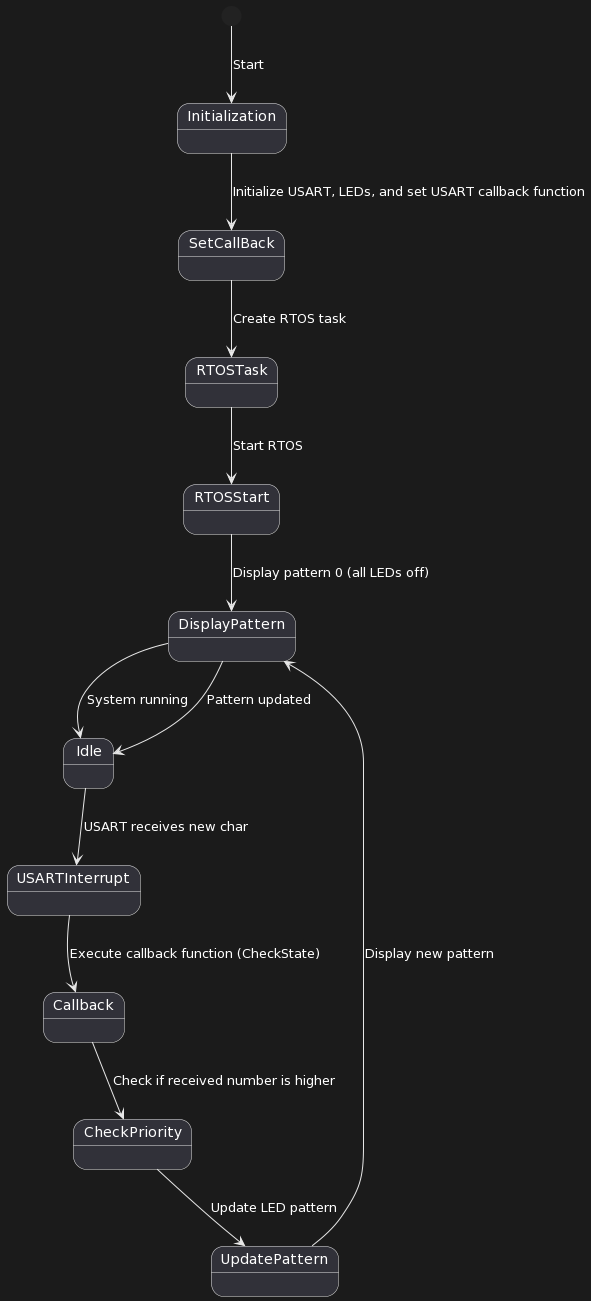 Start
Initialization
Initialize USART, LEDs, and set USART callback function
SetCallBack
Create RTOS task
RTOSTask
Start RTOS
RTOSStart
Display pattern 0 (all LEDs off)
DisplayPattern
System running
Pattern updated
Idle
USART receives new char
USARTInterrupt
Execute callback function (CheckState)
Display new pattern
Callback
Check if received number is higher
CheckPriority
Update LED pattern
UpdatePattern